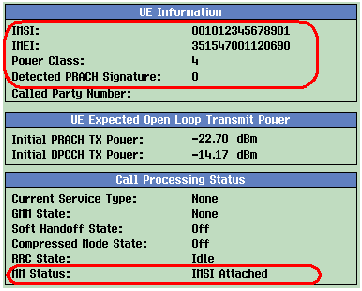 UE Information
IMSI: 001012345678901
IMEI: 351547001120690
Power Class: 4
Detected PRACH Signature: 0
Called Party Number:
UE Expected Open Loop Transmit Power
Initial PRACH TX Power: -22.70 dBm
Initial DPCCH TX Power: -14.17 dBm
Call Processing Status
Current Service Type: None
GMM State: None
Soft Handoff State: Off
Compressed Mode State: Off
RRC State: Idle
MM Status: IMSI Attached